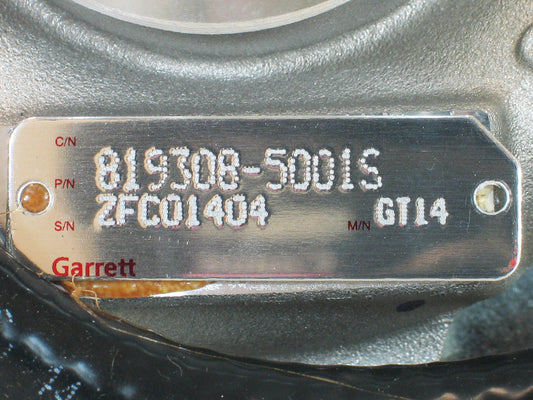 C/N
P/N 819308-5001S
S/N ZFC01404 M/N GT14
Garrett